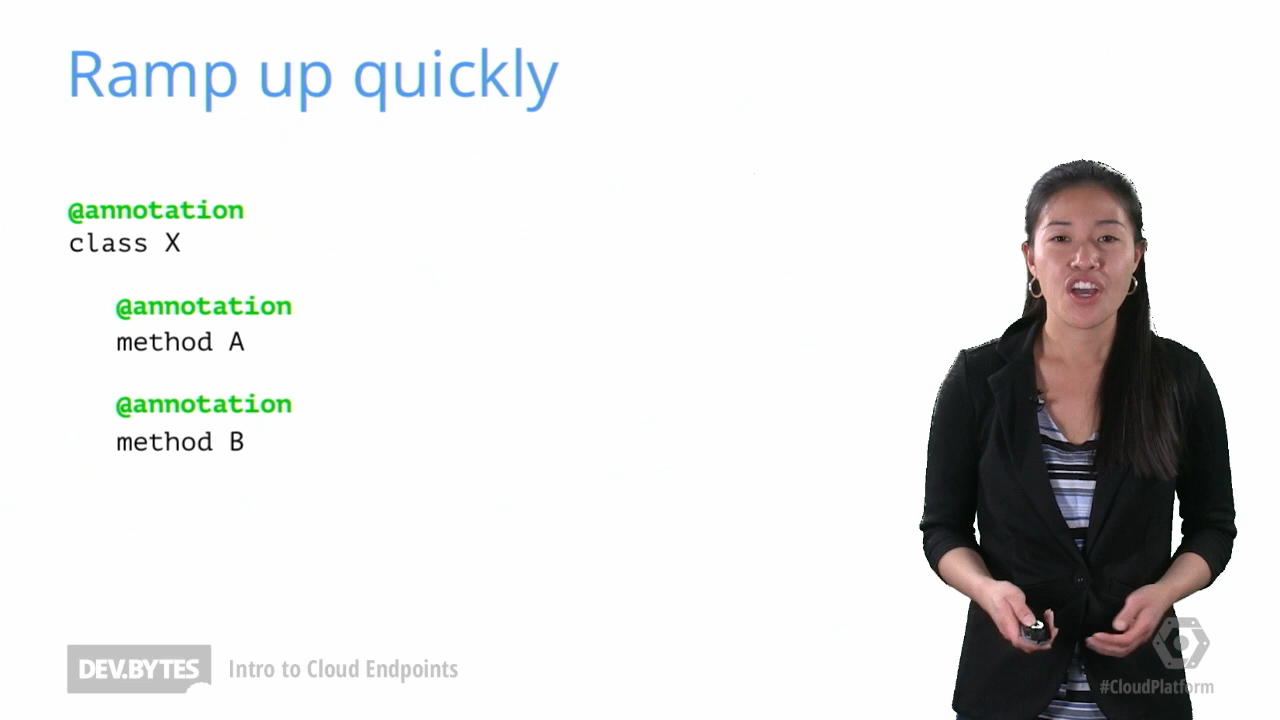 Ramp up quickly
@annotation
class X
@annotation
method A
@annotation
method B
DEV.BYTES Intro to Cloud Endpoints
#CloudPlatform